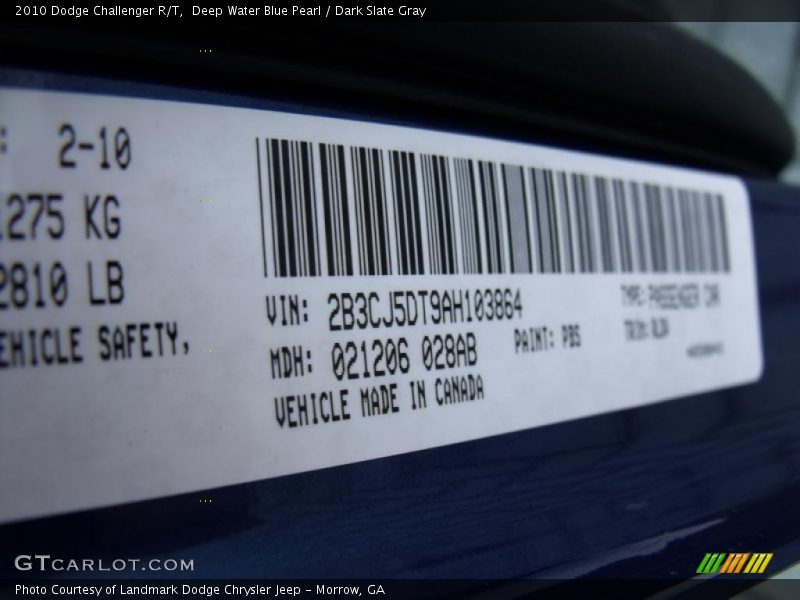 2010 Dodge Challenger R/T, Deep Water Blue Pearl / Dark Slate Gray
: 2-10
1275 KG
2810 LB
EHICLE SAFETY,
VIN: 2B3CJ5DT9AH103864
TYPE: PASSENGER CAR
MDH: 021206 028AB
PAINT: PBS
TRIM:
VEHICLE MADE IN CANADA
GTCARLOT.COM
Photo Courtesy of Landmark Dodge Chrysler Jeep - Morrow, GA